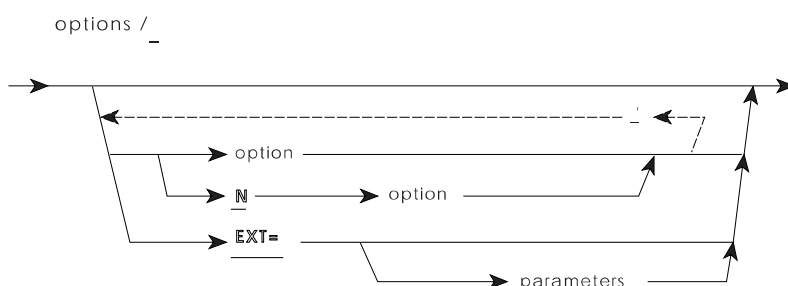 options /_
'
option
N option
EXT=
parameters